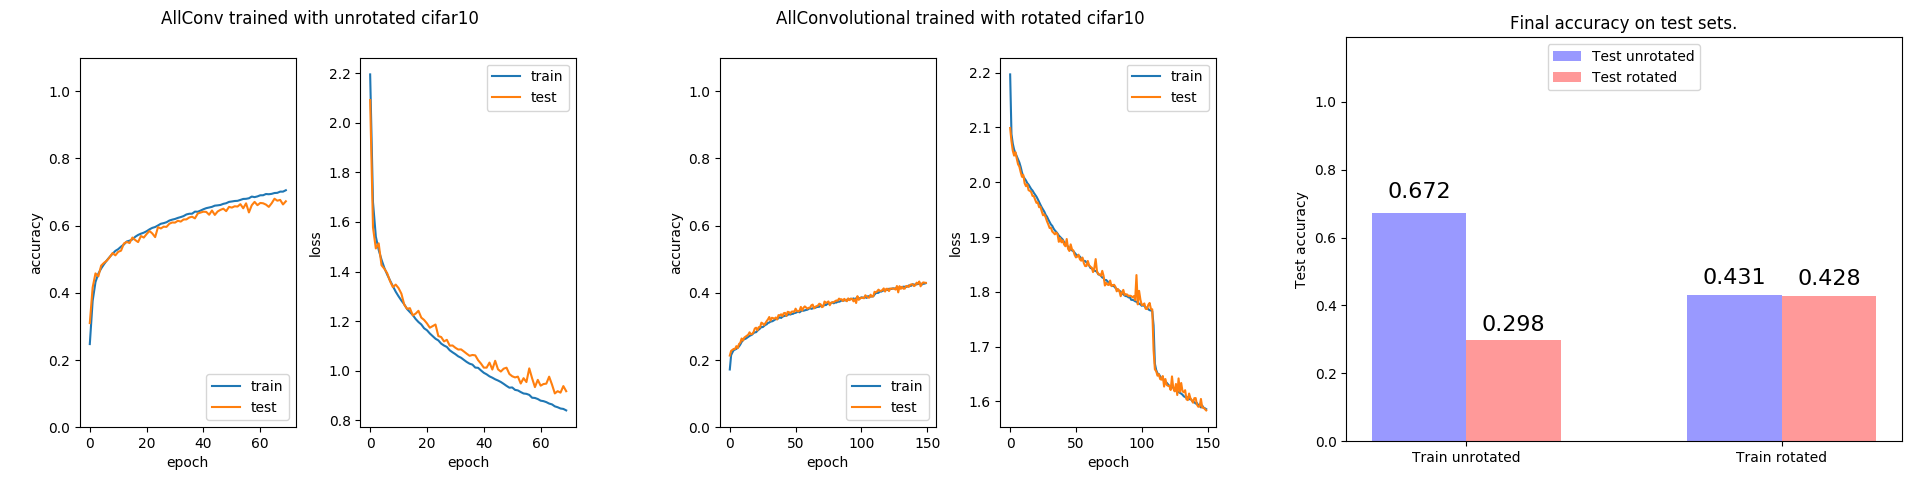 AllConv trained with unrotated cifar10
1.0
0.8
0.6
0.4
0.2
0.0
accuracy
0 20 40 60
epoch
train
test
2.2
2.0
1.8
1.6
1.4
1.2
1.0
0.8
loss
0 20 40 60
epoch
train
test
AllConvolutional trained with rotated cifar10
1.0
0.8
0.6
0.4
0.2
0.0
accuracy
0 50 100 150
epoch
train
test
2.2
2.1
2.0
1.9
1.8
1.7
1.6
loss
0 50 100 150
epoch
train
test
Final accuracy on test sets.
Test unrotated
Test rotated
1.0
0.8
0.6
0.4
0.2
0.0
Test accuracy
0.672
0.298
0.431
0.428
Train unrotated
Train rotated